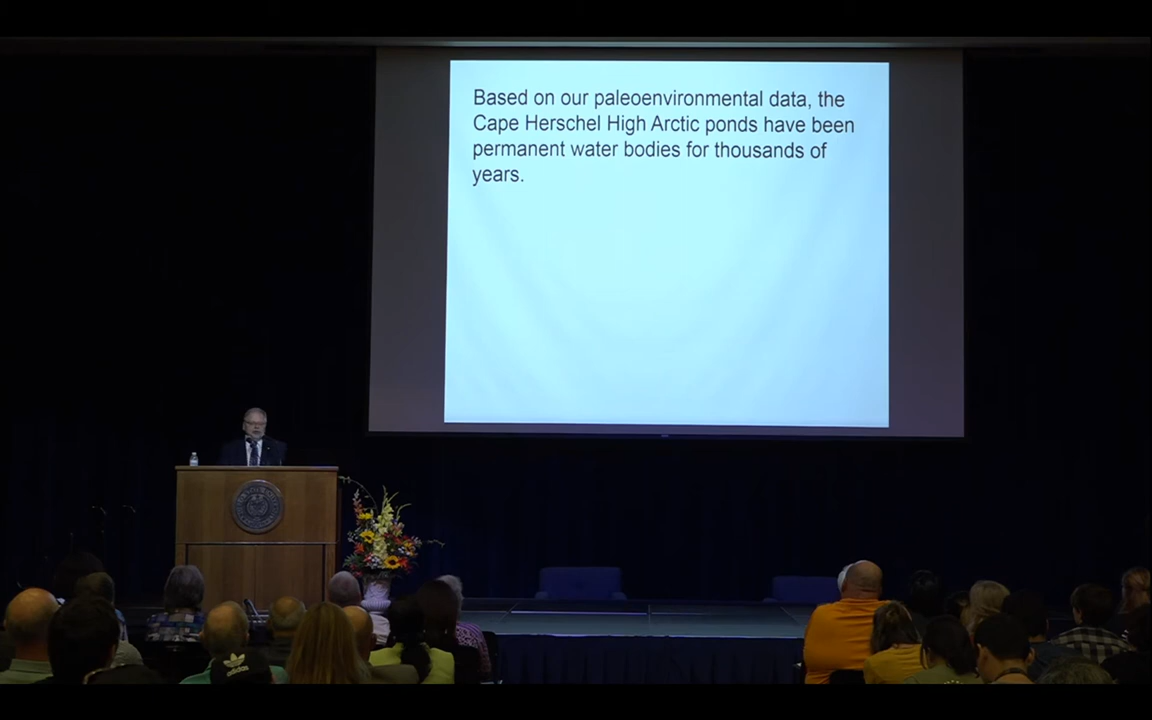 Based on our paleoenvironmental data, the
Cape Herschel High Arctic ponds have been
permanent water bodies for thousands of
years.